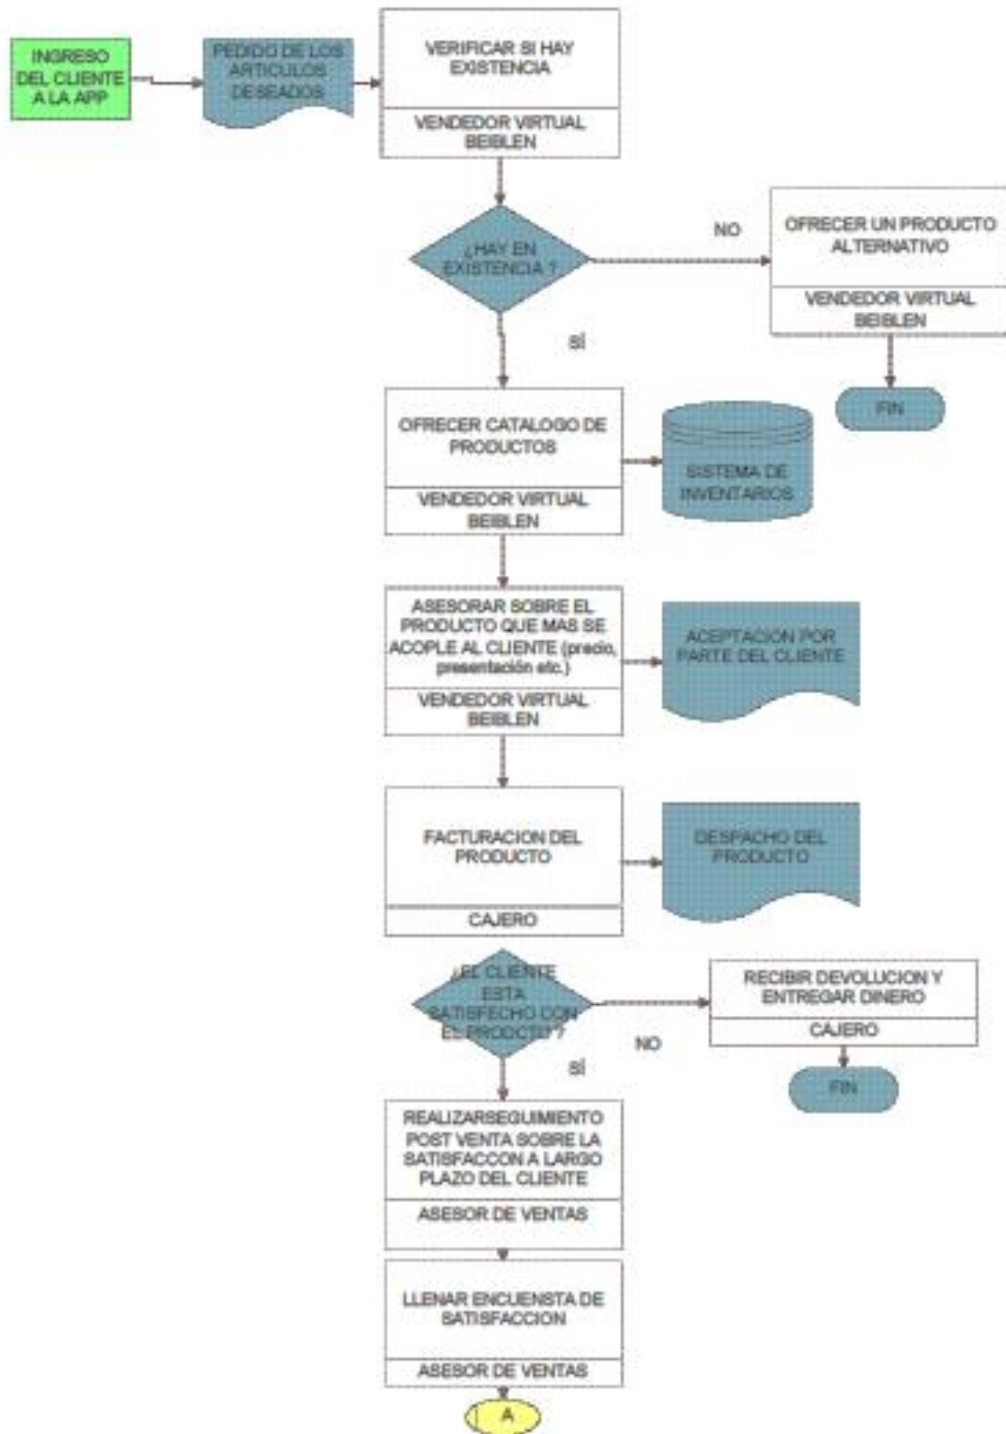 INGRESO
DEL CLIENTE
A LA APP
PEDIDO DE LOS
ARTICULOS
DESEADOS
VERIFICAR SI HAY
EXISTENCIA
VENDEDOR VIRTUAL
BEIBLEN
¿HAY EN
EXISTENCIA ?
NO
OFRECER UN PRODUCTO
ALTERNATIVO
VENDEDOR VIRTUAL
BEIBLEN
FIN
SÍ
OFRECER CATALOGO DE
PRODUCTOS
VENDEDOR VIRTUAL
BEIBLEN
SISTEMA DE
INVENTARIOS
ASESORAR SOBRE EL
PRODUCTO QUE MAS SE
ACOPLE AL CLIENTE (precio,
presentación etc.)
VENDEDOR VIRTUAL
BEIBLEN
ACEPTACION POR
PARTE DEL CLIENTE
FACTURACION DEL
PRODUCTO
CAJERO
DESPACHO DEL
PRODUCTO
¿EL CLIENTE
ESTA
SATISFECHO CON
EL PRODCTO ?
NO
RECIBIR DEVOLUCION Y
ENTREGAR DINERO
CAJERO
FIN
SÍ
REALIZARSEGUIMIENTO
POST VENTA SOBRE LA
SATISFACCON A LARGO
PLAZO DEL CLIENTE
ASESOR DE VENTAS
LLENAR ENCUENSTA DE
SATISFACCION
ASESOR DE VENTAS
A